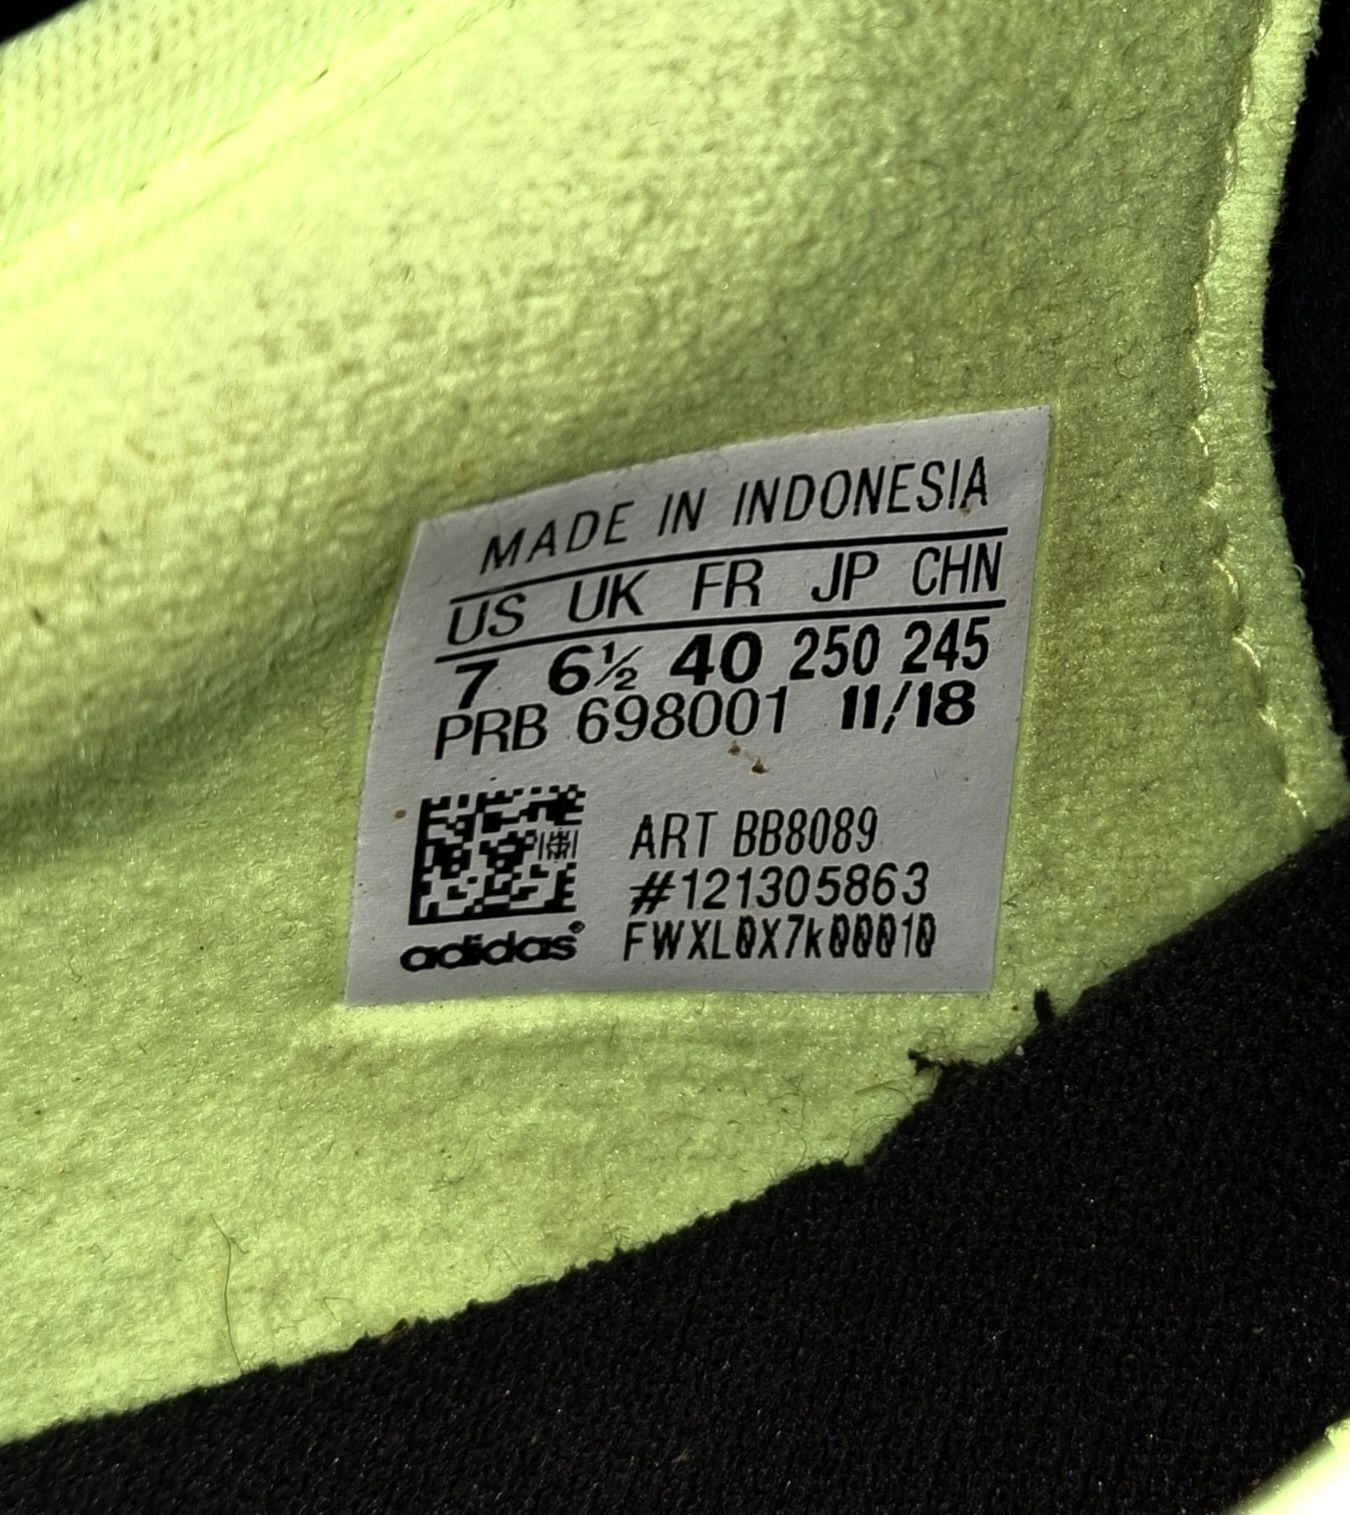 MADE IN INDONESIA
US UK FR JP CHN
7 6½ 40 250 245
PRB 698001 11/18
ART BB8089
#121305863
adidas® FWXL0X7k00010